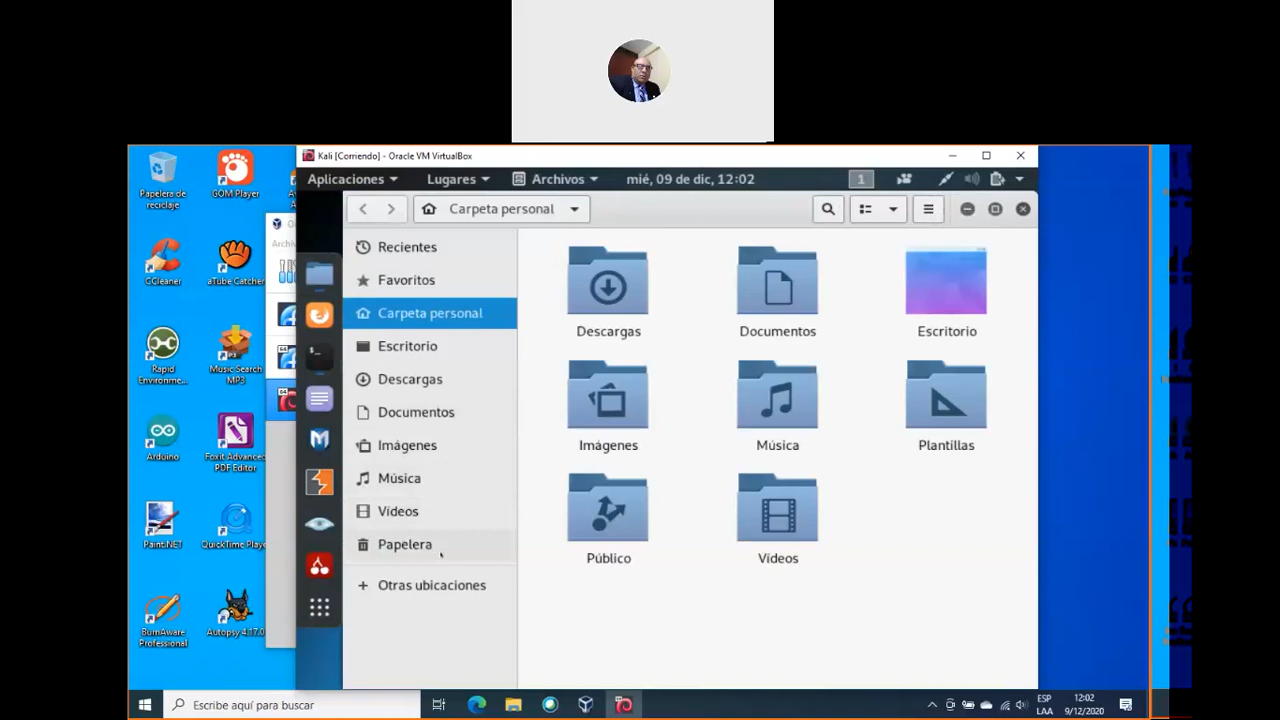 Kali [Corriendo] - Oracle VM VirtualBox
Aplicaciones
Lugares
Archivos
mié, 09 de dic, 12:02
1
Carpeta personal
Recientes
Favoritos
Carpeta personal
Escritorio
Descargas
Documentos
Imágenes
Música
Vídeos
Papelera
Otras ubicaciones
Descargas
Documentos
Escritorio
Imágenes
Música
Plantillas
Público
Vídeos
Papelera de
reciclaje
GOM Player
CCleaner
aTube Catcher
Rapid
Environme...
Music Search
MP3
Arduino
Foxit Advanced
PDF Editor
Paint.NET
QuickTime Player
BurnAware
Professional
Autopsy 4.17.0
Archi
Escribe aquí para buscar
ESP
LAA
12:02
9/12/2020